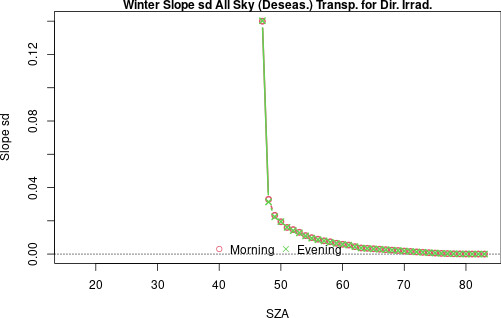 Winter Slope sd All Sky (Deseas.) Transp. for Dir. Irrad.
Slope sd
0.12
0.08
0.04
0.00
Morning Evening
20 30 40 50 60 70 80
SZA